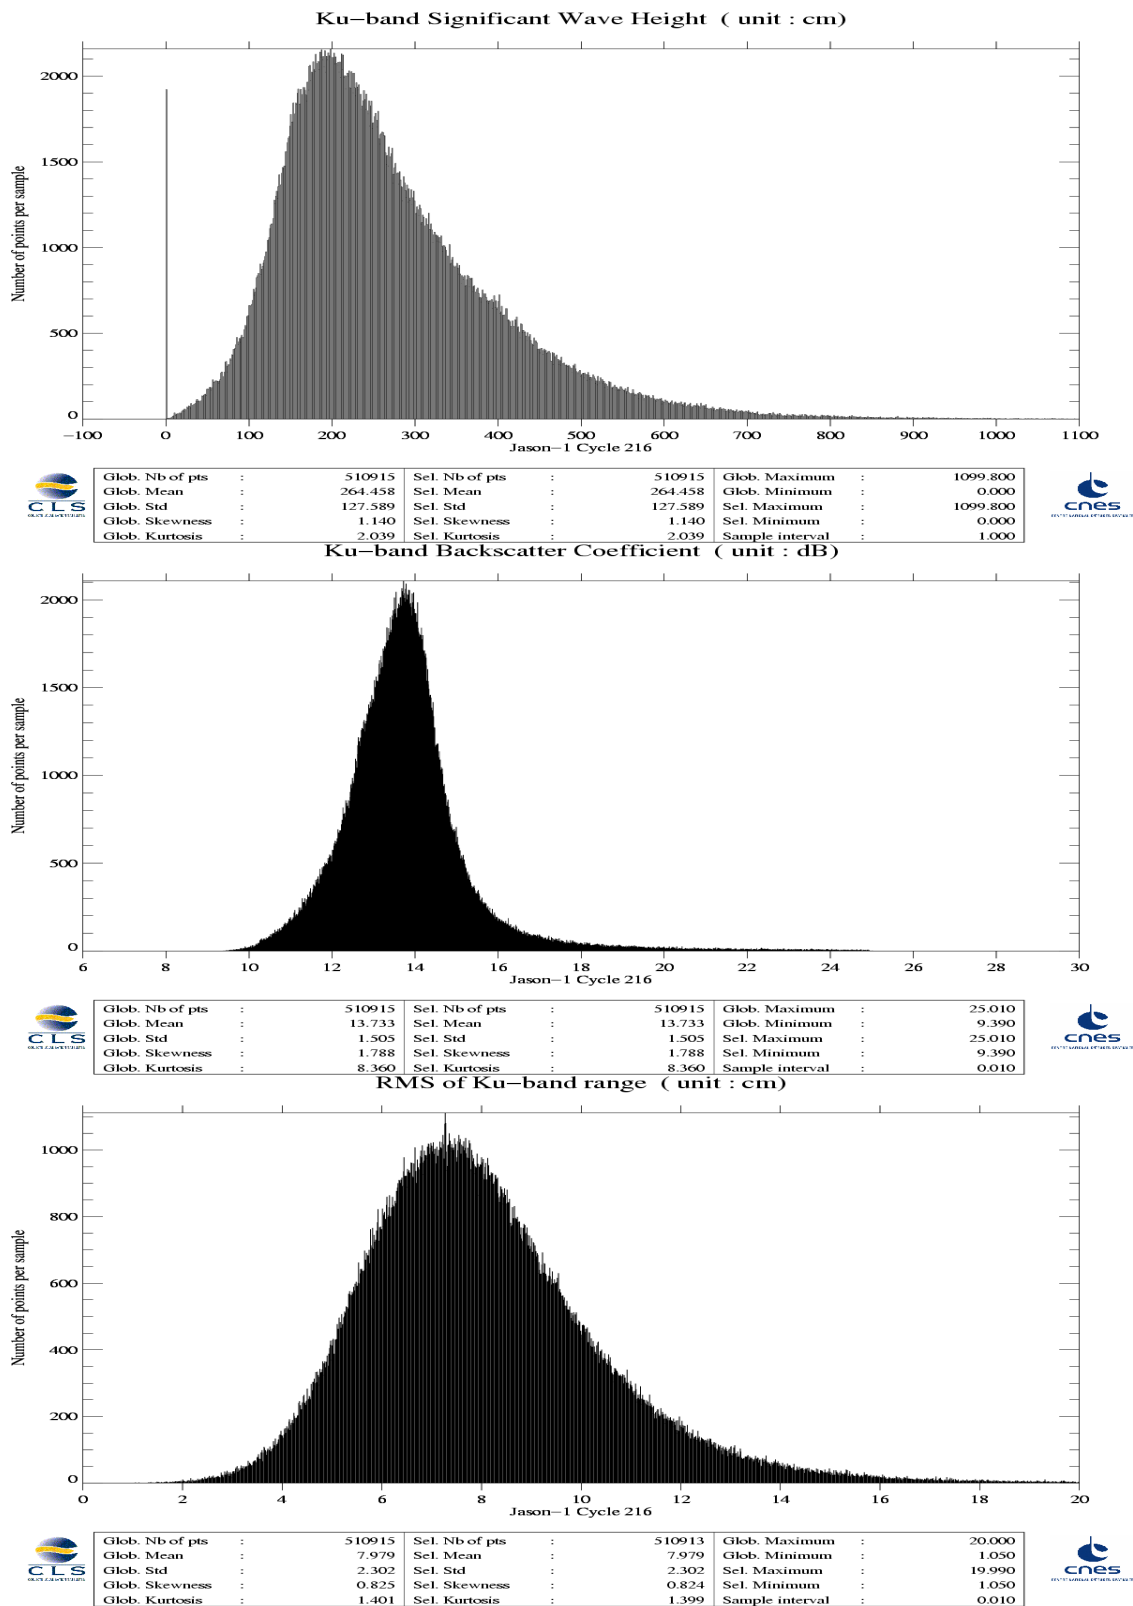 Ku−band Significant Wave Height ( unit : cm)
Number of points per sample
2000
1500
1000
500
0
−100 0 100 200 300 400 500 600 700 800 900 1000 1100
Jason−1 Cycle 216
CLS
Glob. Nb of pts : 510915 Sel. Nb of pts : 510915 Glob. Maximum : 1099.800
Glob. Mean : 264.458 Sel. Mean : 264.458 Glob. Minimum : 0.000
Glob. Std : 127.589 Sel. Std : 127.589 Sel. Maximum : 1099.800
Glob. Skewness : 1.140 Sel. Skewness : 1.140 Sel. Minimum : 0.000
Glob. Kurtosis : 2.039 Sel. Kurtosis : 2.039 Sample interval : 1.000
cnes
Ku−band Backscatter Coefficient ( unit : dB)
Number of points per sample
2000
1500
1000
500
0
6 8 10 12 14 16 18 20 22 24 26 28 30
Jason−1 Cycle 216
CLS
Glob. Nb of pts : 510915 Sel. Nb of pts : 510915 Glob. Maximum : 25.010
Glob. Mean : 13.733 Sel. Mean : 13.733 Glob. Minimum : 9.390
Glob. Std : 1.505 Sel. Std : 1.505 Sel. Maximum : 25.010
Glob. Skewness : 1.788 Sel. Skewness : 1.788 Sel. Minimum : 9.390
Glob. Kurtosis : 8.360 Sel. Kurtosis : 8.360 Sample interval : 0.010
cnes
RMS of Ku−band range ( unit : cm)
Number of points per sample
1000
800
600
400
200
0
0 2 4 6 8 10 12 14 16 18 20
Jason−1 Cycle 216
CLS
Glob. Nb of pts : 510915 Sel. Nb of pts : 510913 Glob. Maximum : 20.000
Glob. Mean : 7.979 Sel. Mean : 7.979 Glob. Minimum : 1.050
Glob. Std : 2.302 Sel. Std : 2.302 Sel. Maximum : 19.990
Glob. Skewness : 0.825 Sel. Skewness : 0.824 Sel. Minimum : 1.050
Glob. Kurtosis : 1.401 Sel. Kurtosis : 1.399 Sample interval : 0.010
cnes